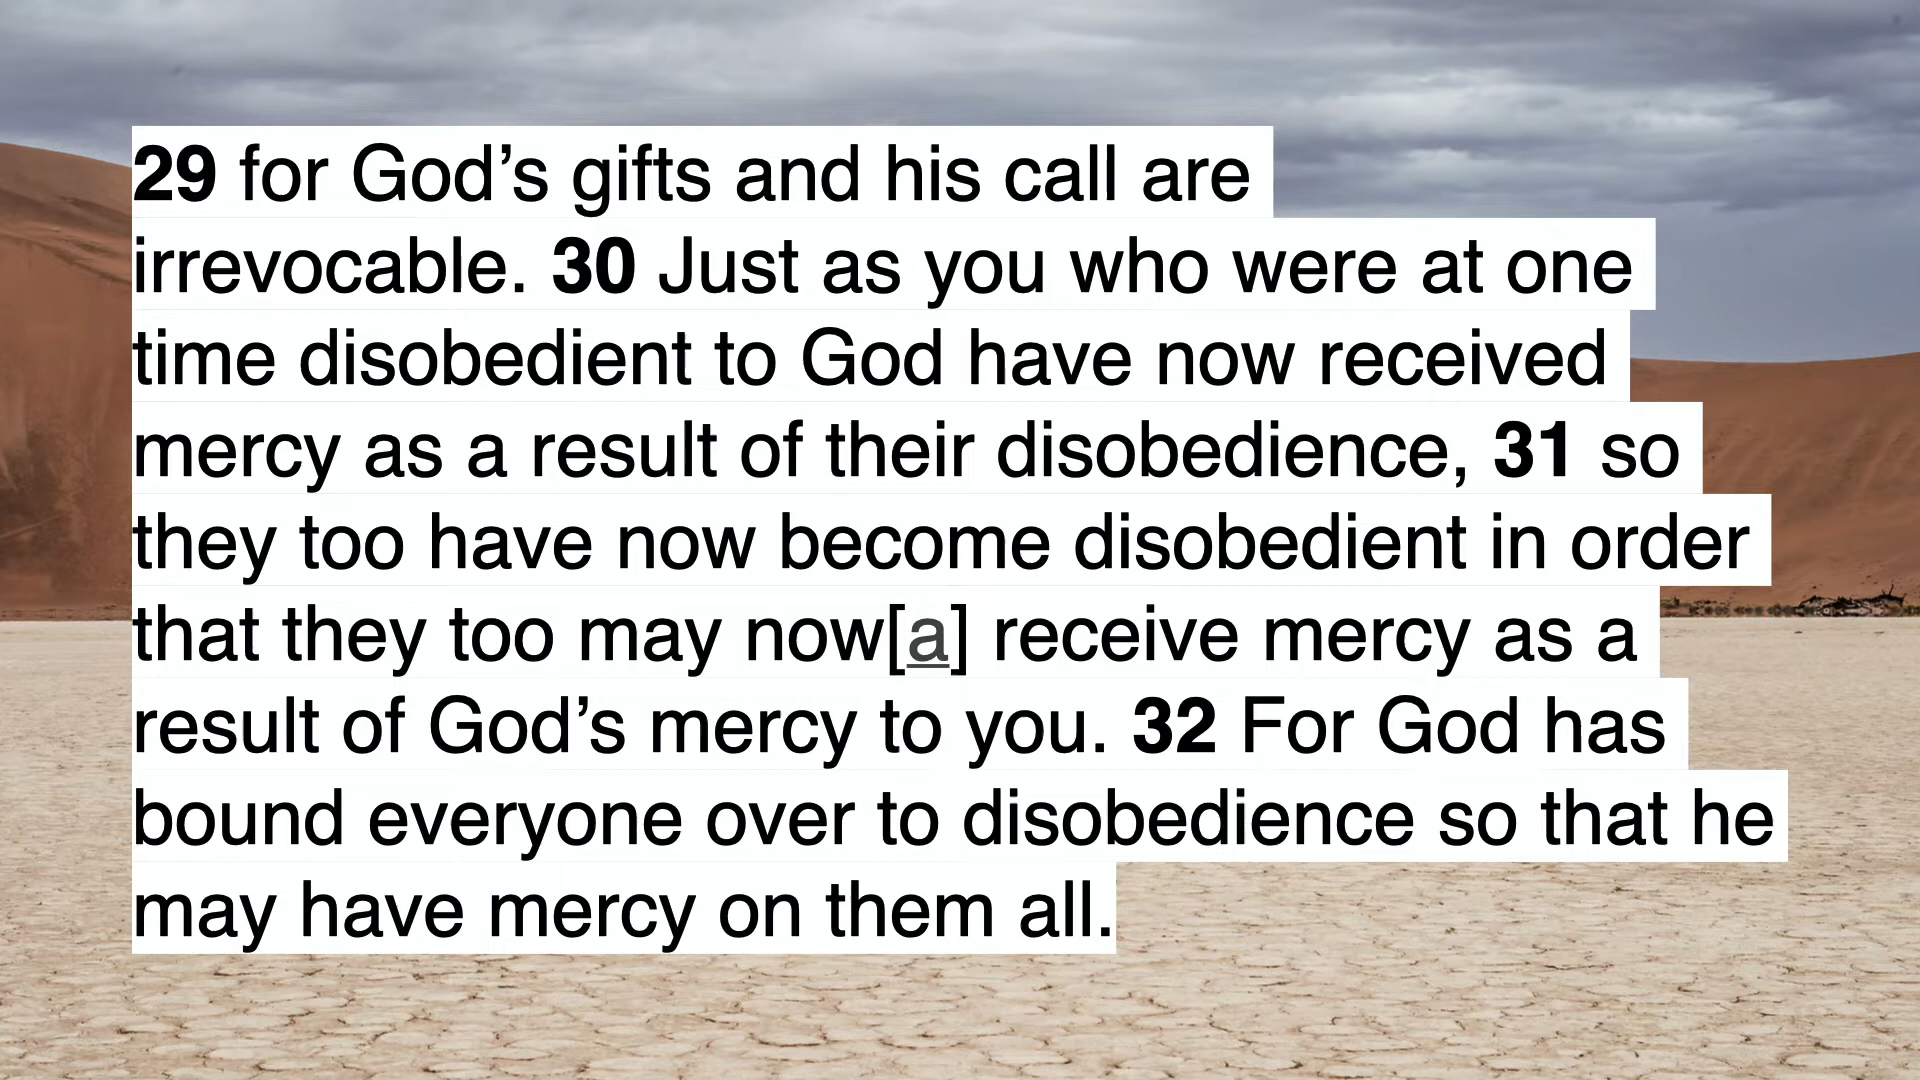 29 for God’s gifts and his call are
irrevocable. 30 Just as you who were at one
time disobedient to God have now received
mercy as a result of their disobedience, 31 so
they too have now become disobedient in order
that they too may now[a] receive mercy as a
result of God’s mercy to you. 32 For God has
bound everyone over to disobedience so that he
may have mercy on them all.